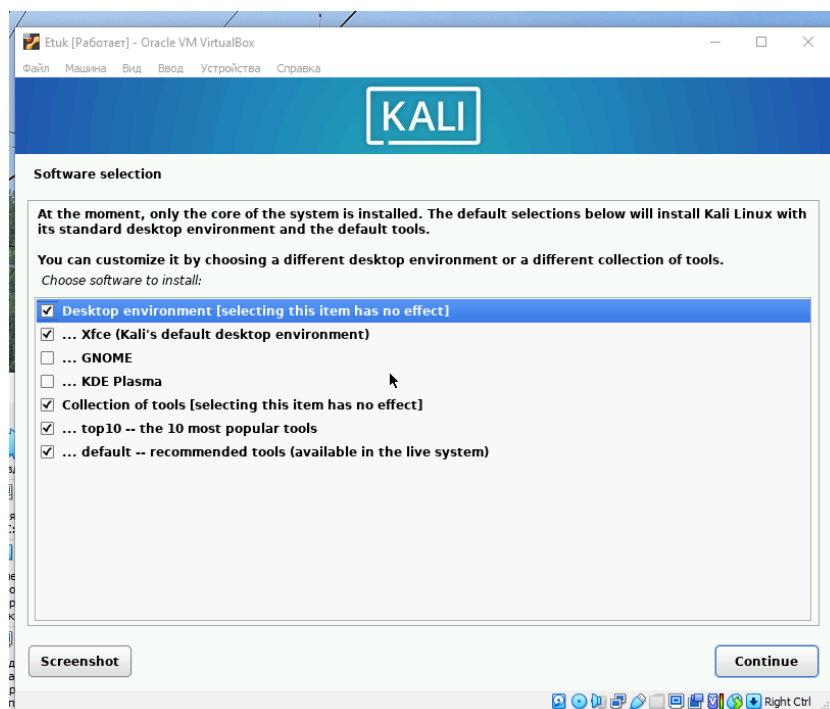 Etuk [Работает] - Oracle VM VirtualBox
Файл Машина Вид Ввод Устройства Справка
KALI
Software selection
At the moment, only the core of the system is installed. The default selections below will install Kali Linux with
its standard desktop environment and the default tools.
You can customize it by choosing a different desktop environment or a different collection of tools.
Choose software to install:
Desktop environment [selecting this item has no effect]
... Xfce (Kali's default desktop environment)
... GNOME
... KDE Plasma
Collection of tools [selecting this item has no effect]
... top10 -- the 10 most popular tools
... default -- recommended tools (available in the live system)
Screenshot
Continue
Right Ctrl